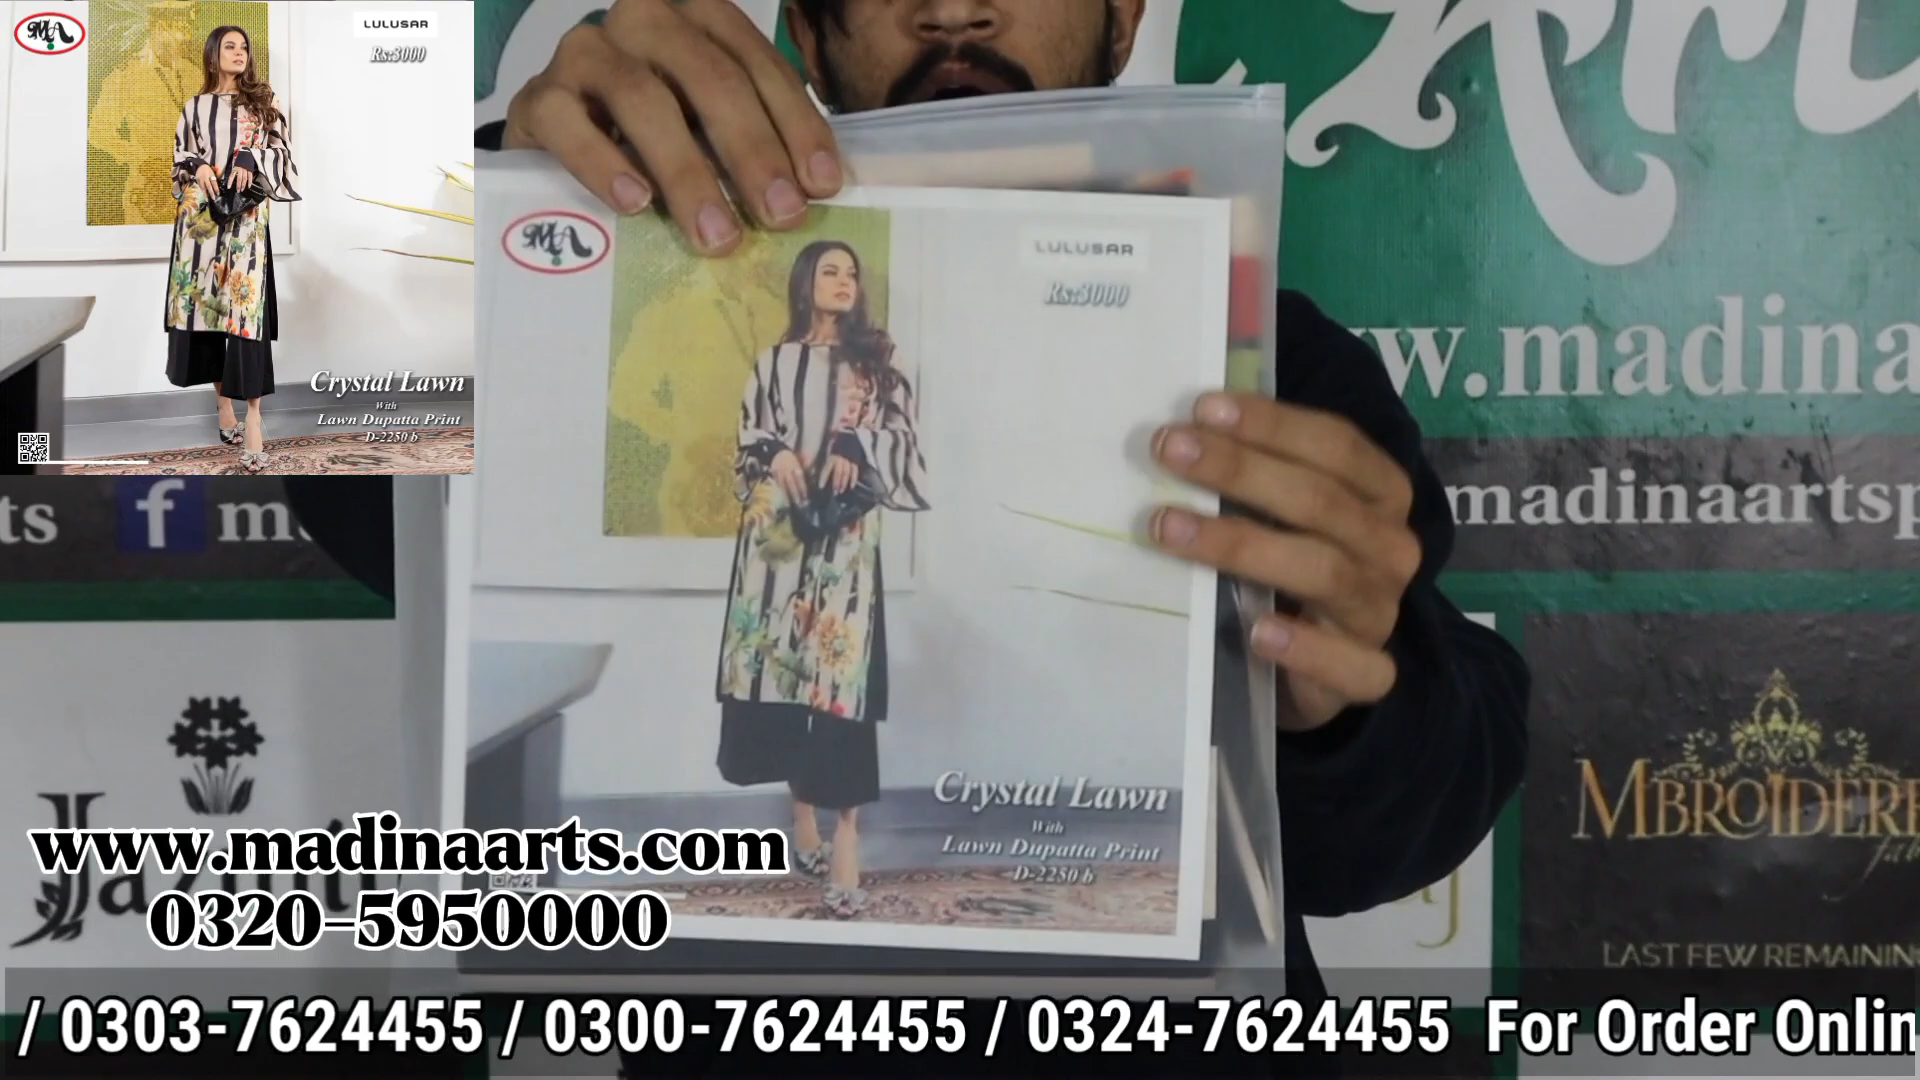 MA
LULUSAR
Rs:3000
Crystal Lawn
With
Lawn Dupatta Print
D-2250 b
MA
LULUSAR
Rs:3000
Crystal Lawn
With
Lawn Dupatta Print
D-2250 b
w.madina
madinaartsp
ts f m
MBROIDERE
LAST FEW REMAINING
www.madinaarts.com
0320-5950000
/ 0303-7624455 / 0300-7624455 / 0324-7624455 For Order Onlin